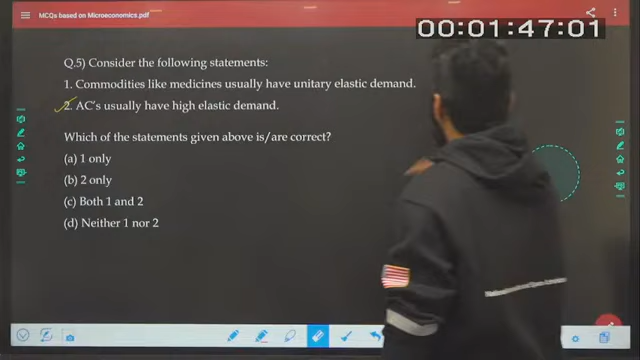 MCQs based on Microeconomics.pdf
00:01:47:01
Q.5) Consider the following statements:
1. Commodities like medicines usually have unitary elastic demand.
2. AC's usually have high elastic demand.
Which of the statements given above is/are correct?
(a) 1 only
(b) 2 only
(c) Both 1 and 2
(d) Neither 1 nor 2